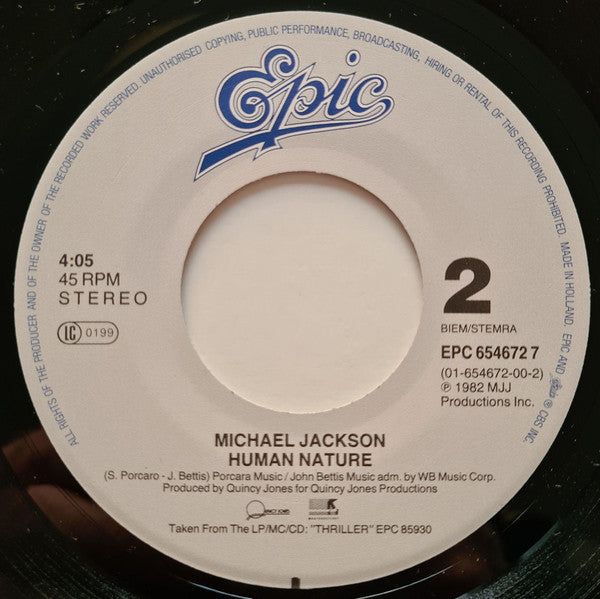 ALL RIGHTS OF THE PRODUCER AND OF THE OWNER OF THE RECORDED WORK RESERVED. UNAUTHORISED COPYING, PUBLIC PERFORMANCE, BROADCASTING, HIRING OR RENTAL OF THIS RECORDING PROHIBITED. MADE IN HOLLAND. EPIC AND Epic ® CBS INC.
Epic
4:05
45 RPM
STEREO
LC 0199
2
BIEM/STEMRA
EPC 654672 7
(01-654672-00-2)
℗ 1982 MJJ
Productions Inc.
MICHAEL JACKSON
HUMAN NATURE
(S. Porcaro - J. Bettis) Porcara Music / John Bettis Music adm. by WB Music Corp.
Produced by Quincy Jones for Quincy Jones Productions
Taken From The LP/MC/CD: "THRILLER" EPC 85930